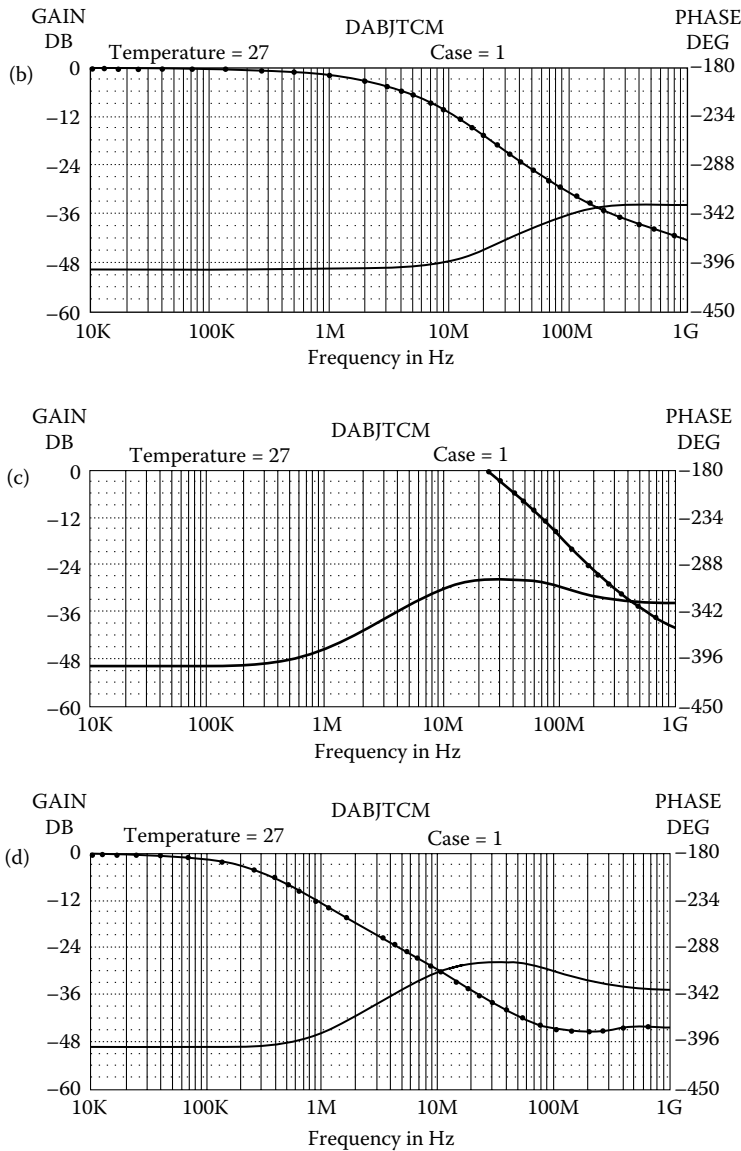 GAIN DB DABJTCM PHASE DEG
Temperature = 27 Case = 1
(b)
0 −180
−12 −234
−24 −288
−36 −342
−48 −396
−60 −450
10K 100K 1M 10M 100M 1G
Frequency in Hz
GAIN DB DABJTCM PHASE DEG
Temperature = 27 Case = 1
(c)
0 −180
−12 −234
−24 −288
−36 −342
−48 −396
−60 −450
10K 100K 1M 10M 100M 1G
Frequency in Hz
GAIN DB DABJTCM PHASE DEG
Temperature = 27 Case = 1
(d)
0 −180
−12 −234
−24 −288
−36 −342
−48 −396
−60 −450
10K 100K 1M 10M 100M 1G
Frequency in Hz